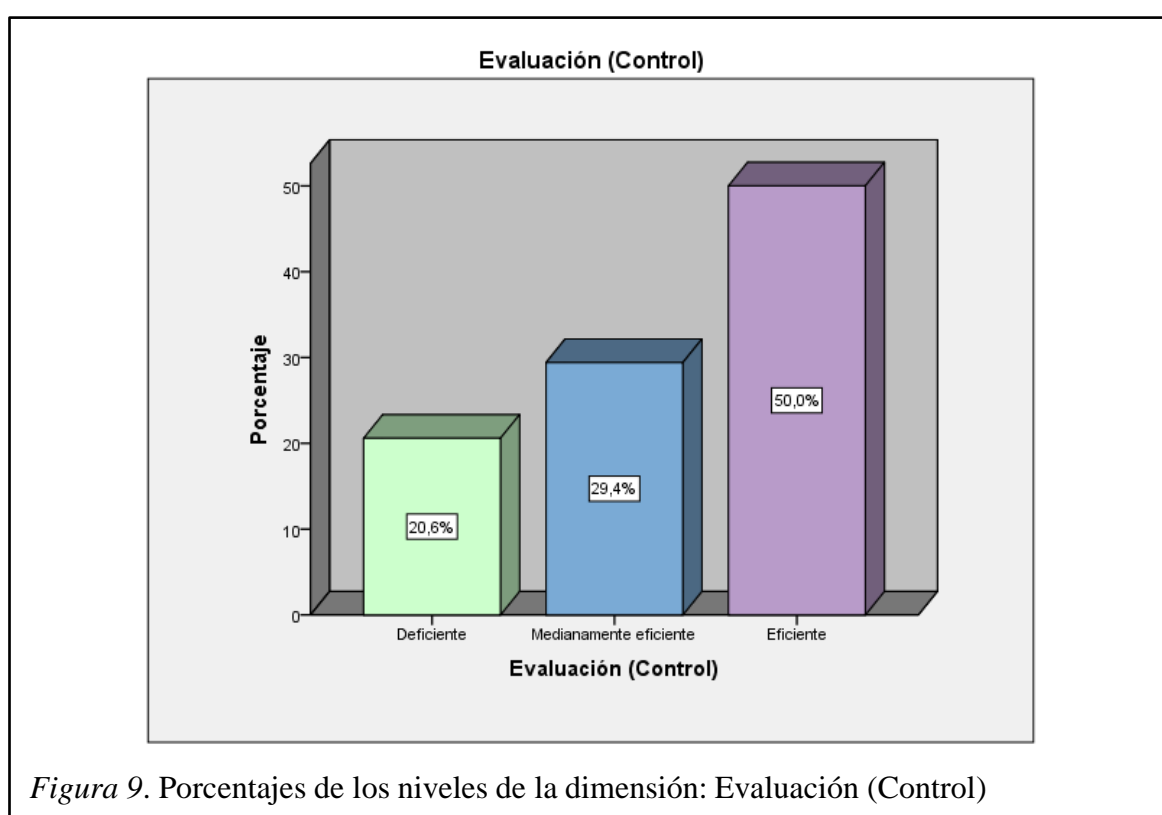 Evaluación (Control)
Porcentaje
50
40
30
20
10
0
20,6%
29,4%
50,0%
Deficiente
Medianamente eficiente
Eficiente
Evaluación (Control)
Figura 9. Porcentajes de los niveles de la dimensión: Evaluación (Control)